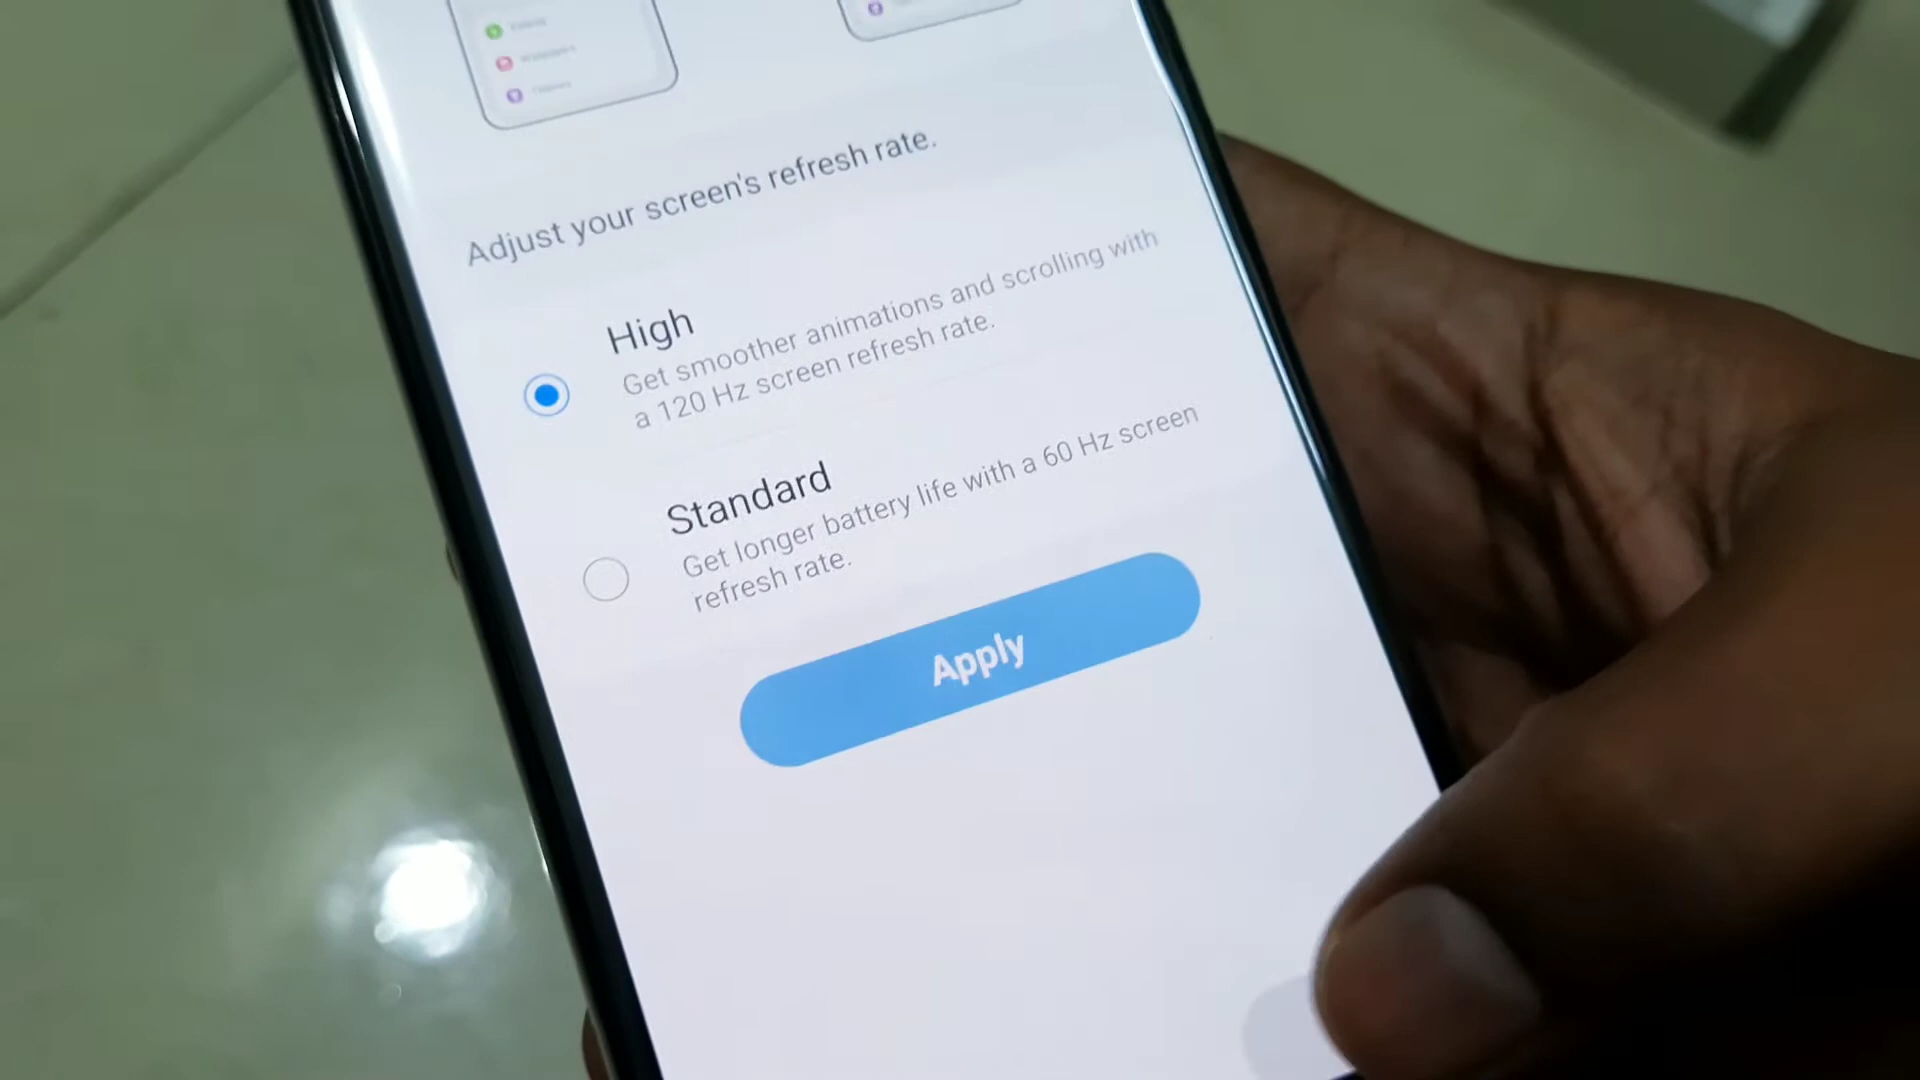 Adjust your screen's refresh rate.
High
Get smoother animations and scrolling with
a 120 Hz screen refresh rate.
Standard
Get longer battery life with a 60 Hz screen
refresh rate.
Apply